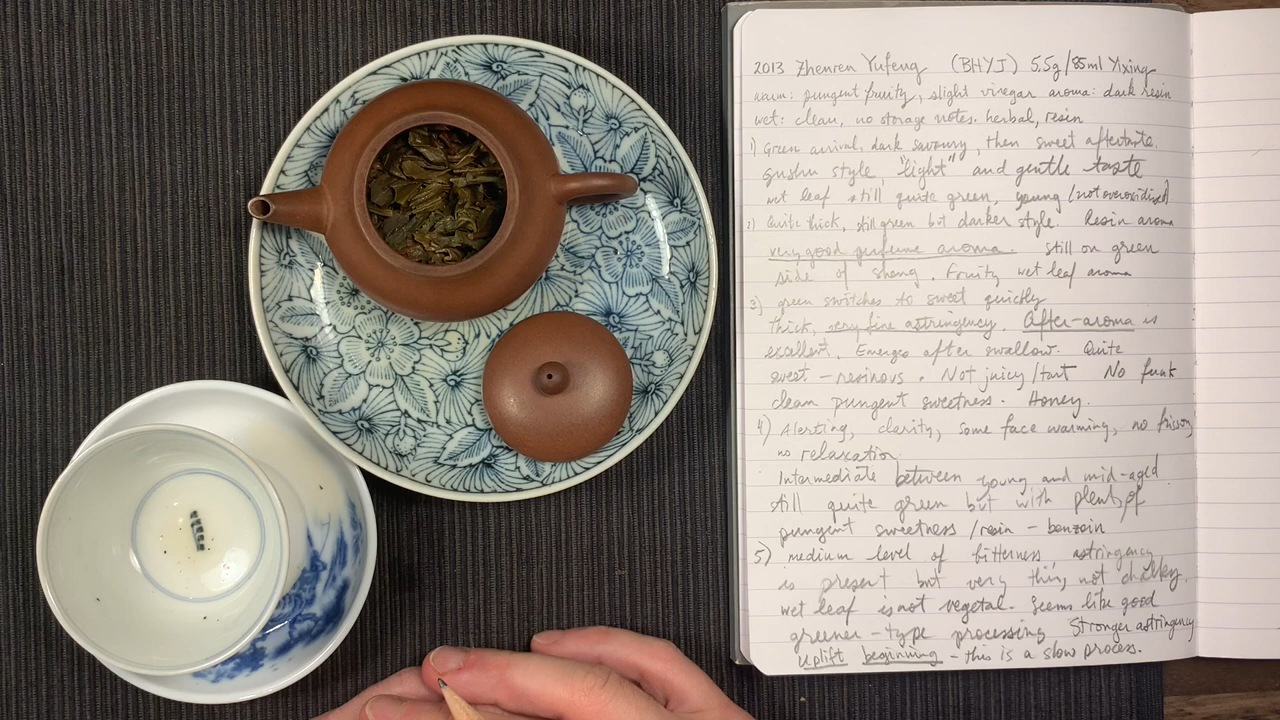 2013 Zhenren Yufeng (BHYJ) 5.5g/85ml Yixing
warm: pungent fruity, slight vinegar aroma: dark resin
wet: clean, no storage notes. herbal, resin
1) Green arrival, dark savoury, then sweet aftertaste.
gushu style, "light" and gentle taste
wet leaf still quite green, young (not overoxidized)
2) Quite thick, still green but darker style. Resin aroma
very good perfume aroma. Still on green
side of sheng. Fruity wet leaf aroma
3) green switches to sweet quickly
thick, very fine astringency. After-aroma is
excellent. Emerges after swallow. Quite
sweet - resinous. Not juicy/tart No funk
clean pungent sweetness. Honey.
4) Alerting, clarity, some face warming, no frisson
no relaxation
Intermediate between young and mid-aged
still quite green but with plenty of
pungent sweetness /resin - benzoin
5) medium level of bitterness astringency
is present but very thin, not chalky.
wet leaf is not vegetal. Seems like good
greener-type processing Stronger astringency
Uplift beginning - this is a slow process.